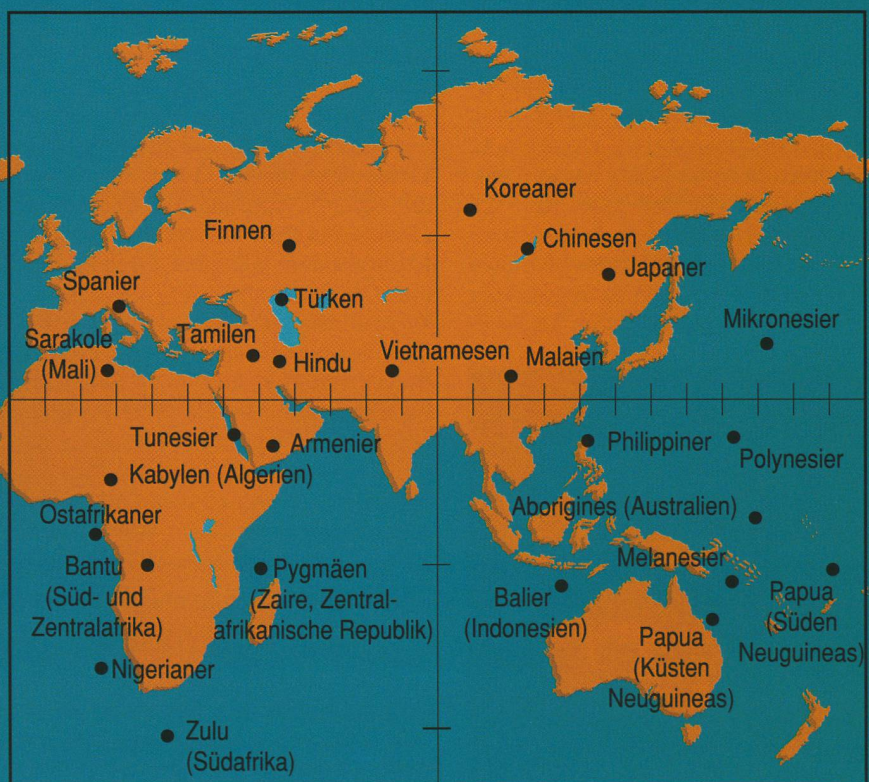 Koreaner
Finnen
Chinesen
Japaner
Spanier
Türken
Mikronesier
Sarakole
(Mali)
Tamilen
Hindu
Vietnamesen
Malaien
Tunesier
Armenier
Philippiner
Polynesier
Kabylen (Algerien)
Aborigines (Australien)
Ostafrikaner
Melanesier
Bantu
(Süd- und
Zentralafrika)
Pygmäen
(Zaire, Zentral-
afrikanische Republik)
Balier
(Indonesien)
Papua
(Süden
Neuguineas)
Papua
(Küsten
Neuguineas)
Nigerianer
Zulu
(Südafrika)